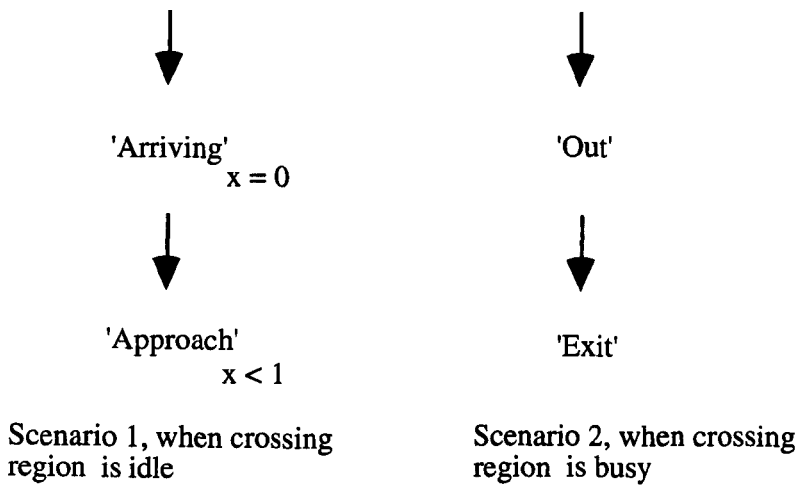 'Arriving'
x = 0
'Approach'
x < 1
Scenario 1, when crossing
region is idle
'Out'
'Exit'
Scenario 2, when crossing
region is busy